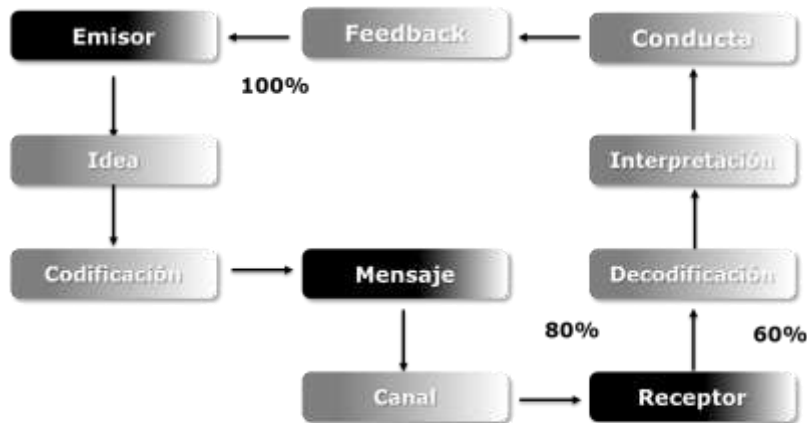 Emisor
Feedback
Conducta
100%
Idea
Interpretación
Codificación
Mensaje
Decodificación
80%
60%
Canal
Receptor